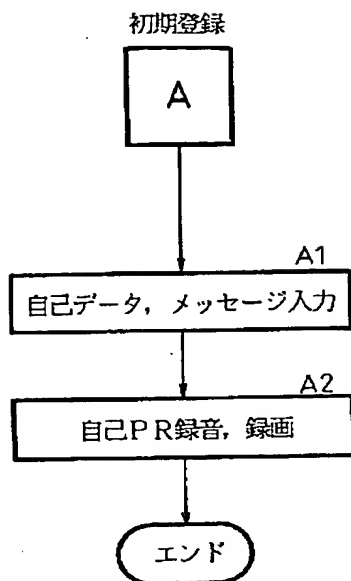 初期登録
A
A1
自己データ，メッセージ入力
A2
自己PR録音，録画
エンド